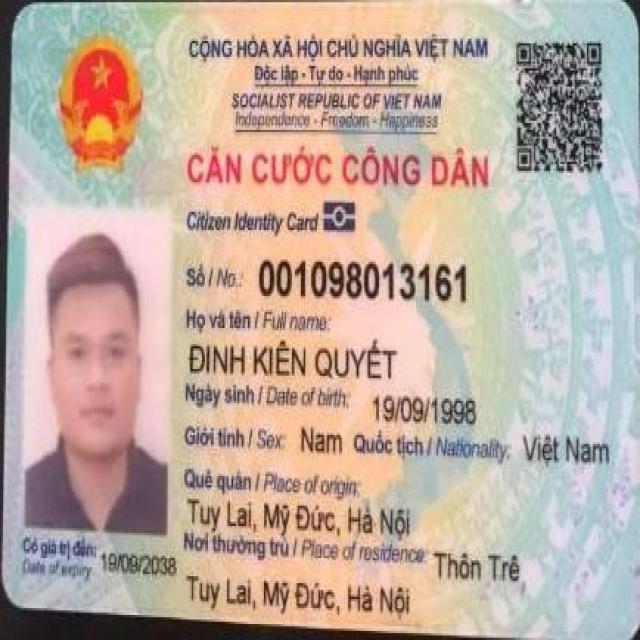 CỘNG HÒA XÃ HỘI CHỦ NGHĨA VIỆT NAM
Độc lập - Tự do - Hạnh phúc
SOCIALIST REPUBLIC OF VIET NAM
Independence - Freedom - Happiness
CĂN CƯỚC CÔNG DÂN
Citizen Identity Card
Số / No.: 001098013161
Họ và tên / Full name:
ĐINH KIÊN QUYẾT
Ngày sinh / Date of birth: 19/09/1998
Giới tính / Sex: Nam Quốc tịch / Nationality: Việt Nam
Quê quán / Place of origin:
Tuy Lai, Mỹ Đức, Hà Nội
Nơi thường trú / Place of residence: Thôn Trê
Tuy Lai, Mỹ Đức, Hà Nội
Có giá trị đến: 19/09/2038
Date of expiry